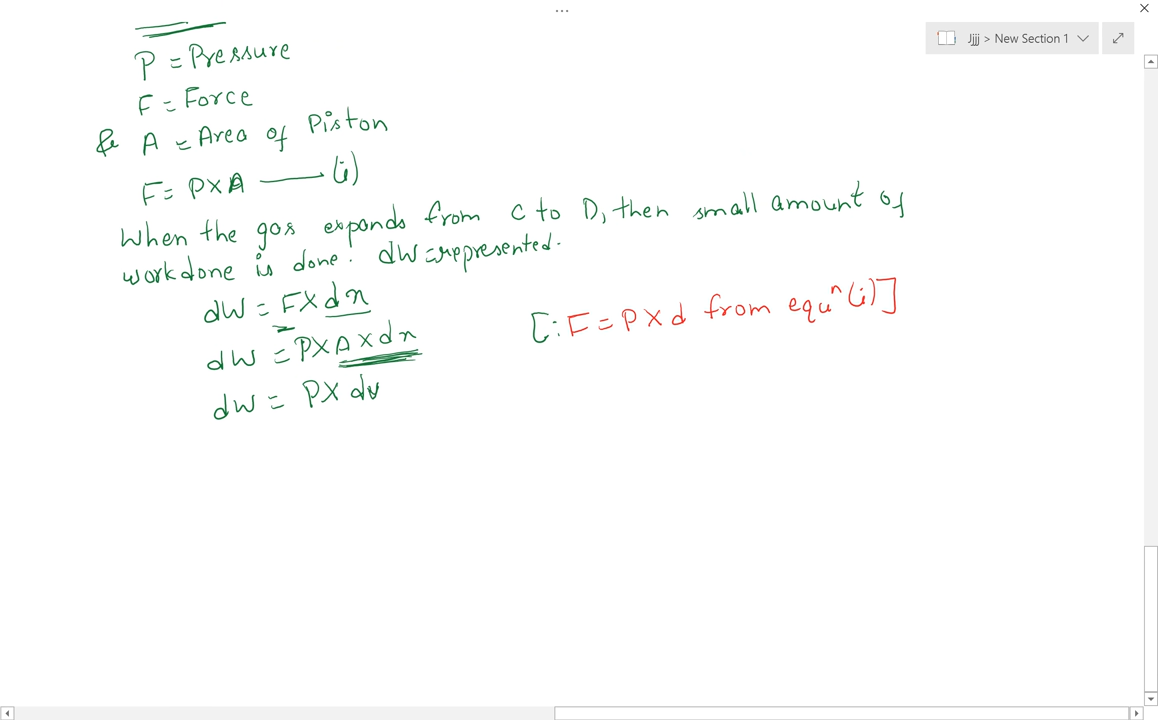 Jjjj > New Section 1
P = Pressure
F = Force
& A = Area of Piston
F = P×A —— (i)
When the gas expands from C to D, then small amount of
workdone is done. dW = represented.
dW = F×dx
dW = P×A×dx
[∵ F = P×d from equⁿ (i)]
dW = P×dv